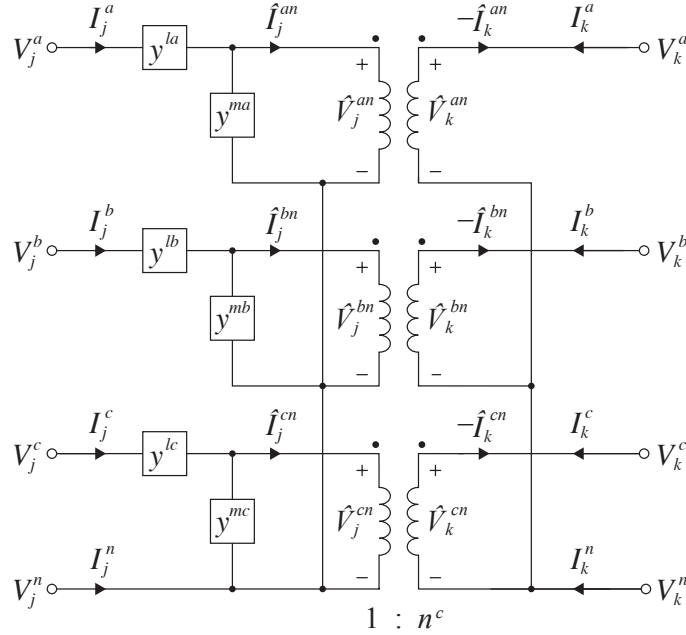 I_j^a Î_j^{an} −Î_k^{an} I_k^a
V_j^a y^{la} V_k^a
y^{ma} + V̂_j^{an} − + V̂_k^{an} −
I_j^b Î_j^{bn} −Î_k^{bn} I_k^b
V_j^b y^{lb} V_k^b
y^{mb} + V̂_j^{bn} − + V̂_k^{bn} −
I_j^c Î_j^{cn} −Î_k^{cn} I_k^c
V_j^c y^{lc} V_k^c
y^{mc} + V̂_j^{cn} − + V̂_k^{cn} −
I_j^n I_k^n
V_j^n V_k^n
1 : n^c